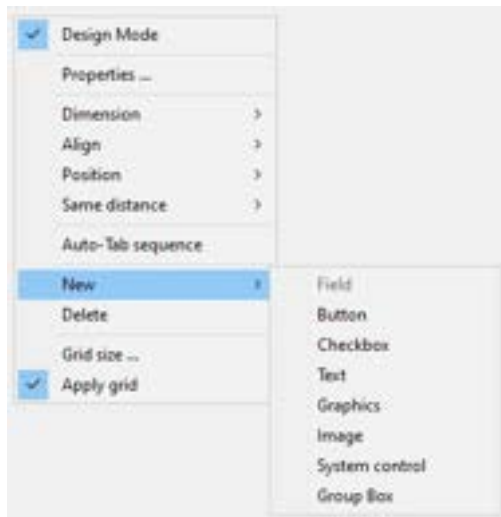 Design Mode
Properties ...
Dimension
Align
Position
Same distance
Auto-Tab sequence
New
Delete
Grid size ...
Apply grid
Field
Button
Checkbox
Text
Graphics
Image
System control
Group Box